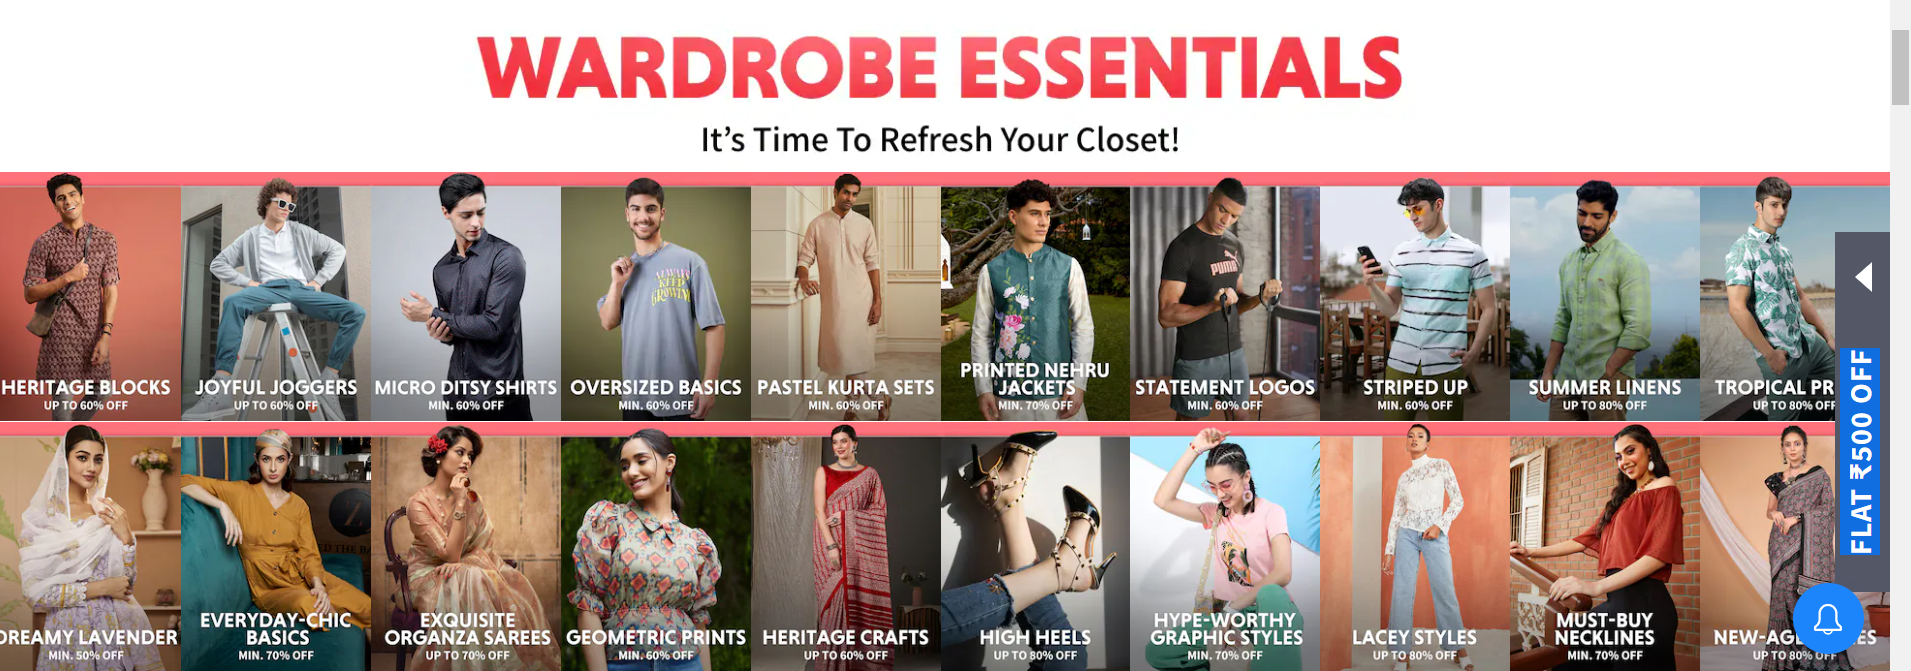 WARDROBE ESSENTIALS
It's Time To Refresh Your Closet!
HERITAGE BLOCKS
UP TO 60% OFF
JOYFUL JOGGERS
UP TO 60% OFF
MICRO DITSY SHIRTS
MIN. 60% OFF
ALWAYS
KEEP
GROWING
OVERSIZED BASICS
MIN. 60% OFF
PASTEL KURTA SETS
MIN. 60% OFF
PRINTED NEHRU
JACKETS
MIN. 70% OFF
PUMA
STATEMENT LOGOS
MIN. 60% OFF
STRIPED UP
MIN. 60% OFF
SUMMER LINENS
UP TO 80% OFF
TROPICAL PR
UP TO 80% OFF
FLAT ₹500 OFF
DREAMY LAVENDER
MIN. 50% OFF
EVERYDAY-CHIC
BASICS
MIN. 70% OFF
EXQUISITE
ORGANZA SAREES
UP TO 70% OFF
GEOMETRIC PRINTS
MIN. 60% OFF
HERITAGE CRAFTS
UP TO 60% OFF
HIGH HEELS
UP TO 80% OFF
HYPE-WORTHY
GRAPHIC STYLES
MIN. 70% OFF
LACEY STYLES
UP TO 80% OFF
MUST-BUY
NECKLINES
MIN. 70% OFF
NEW-AG ES
UP TO 80% OFF